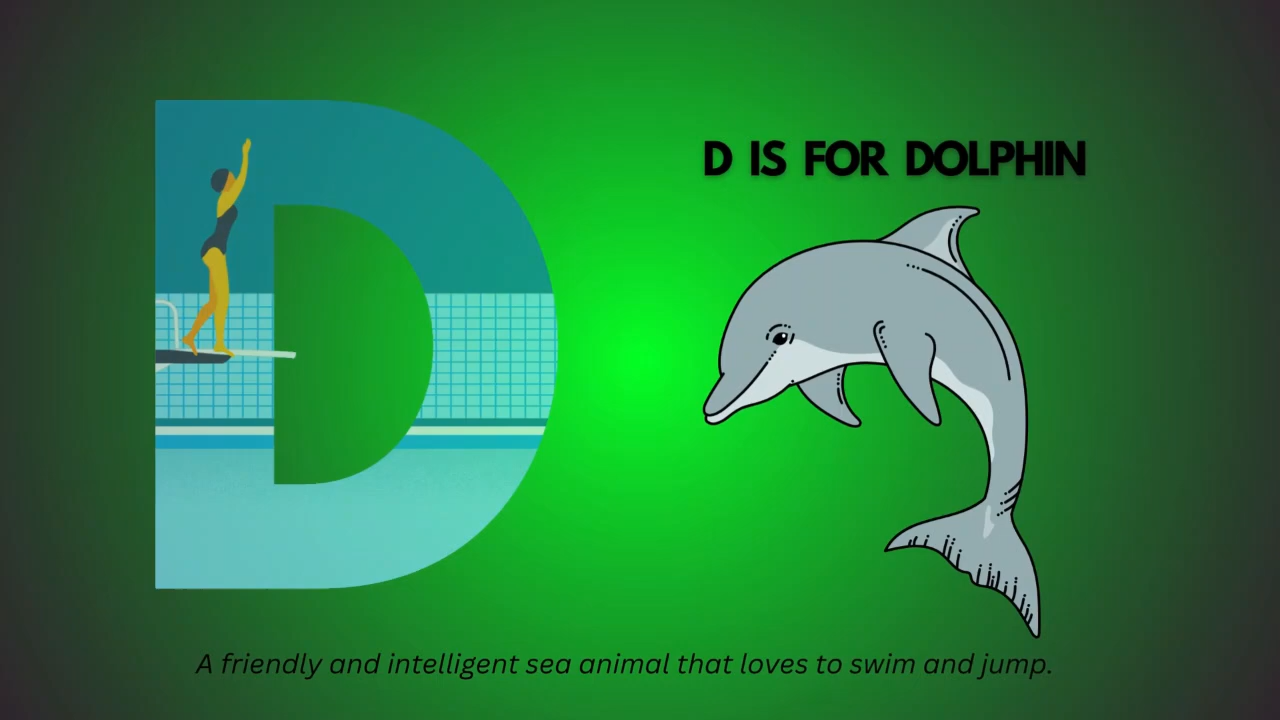 D
D IS FOR DOLPHIN
A friendly and intelligent sea animal that loves to swim and jump.